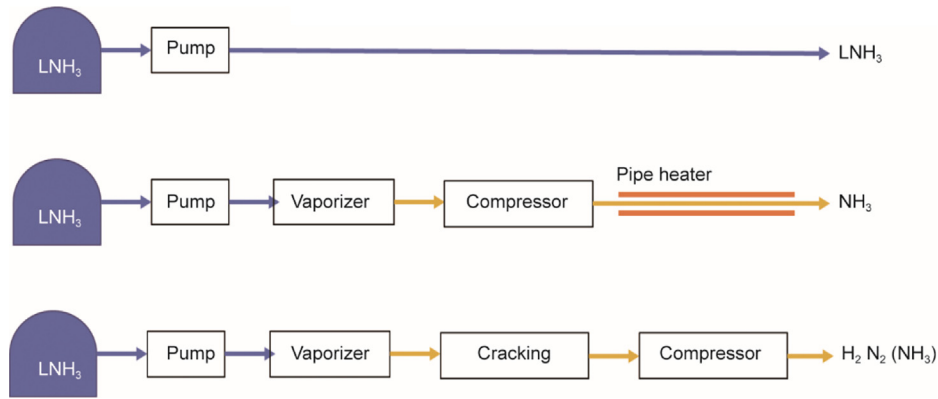 LNH₃
Pump
LNH₃
Pipe heater
LNH₃
Pump
Vaporizer
Compressor
NH₃
LNH₃
Pump
Vaporizer
Cracking
Compressor
H₂ N₂ (NH₃)